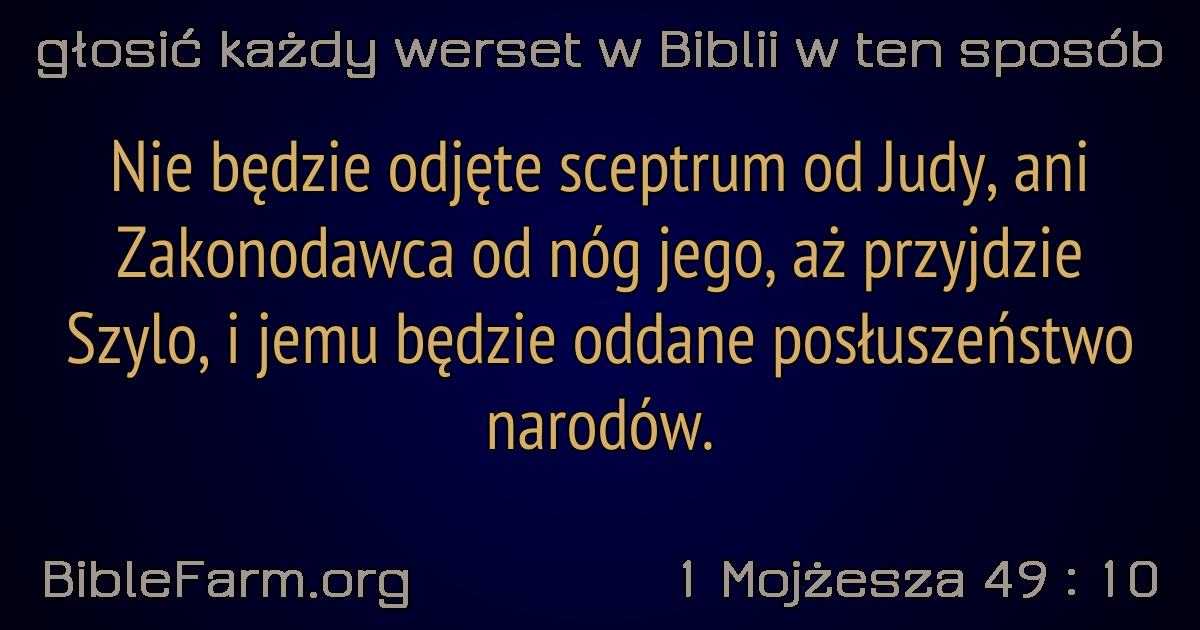 głosić każdy werset w Biblii w ten sposób
Nie będzie odjęte sceptrum od Judy, ani
Zakonodawca od nóg jego, aż przyjdzie
Szylo, i jemu będzie oddane posłuszeństwo
narodów.
BibleFarm.org
1 Mojżesza 49 : 10